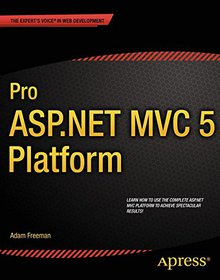 THE EXPERT'S VOICE® IN WEB DEVELOPMENT
Pro
ASP.NET MVC 5
Platform
LEARN HOW TO USE THE COMPLETE ASP.NET
MVC PLATFORM TO ACHIEVE SPECTACULAR
RESULTS!
Adam Freeman
Apress®